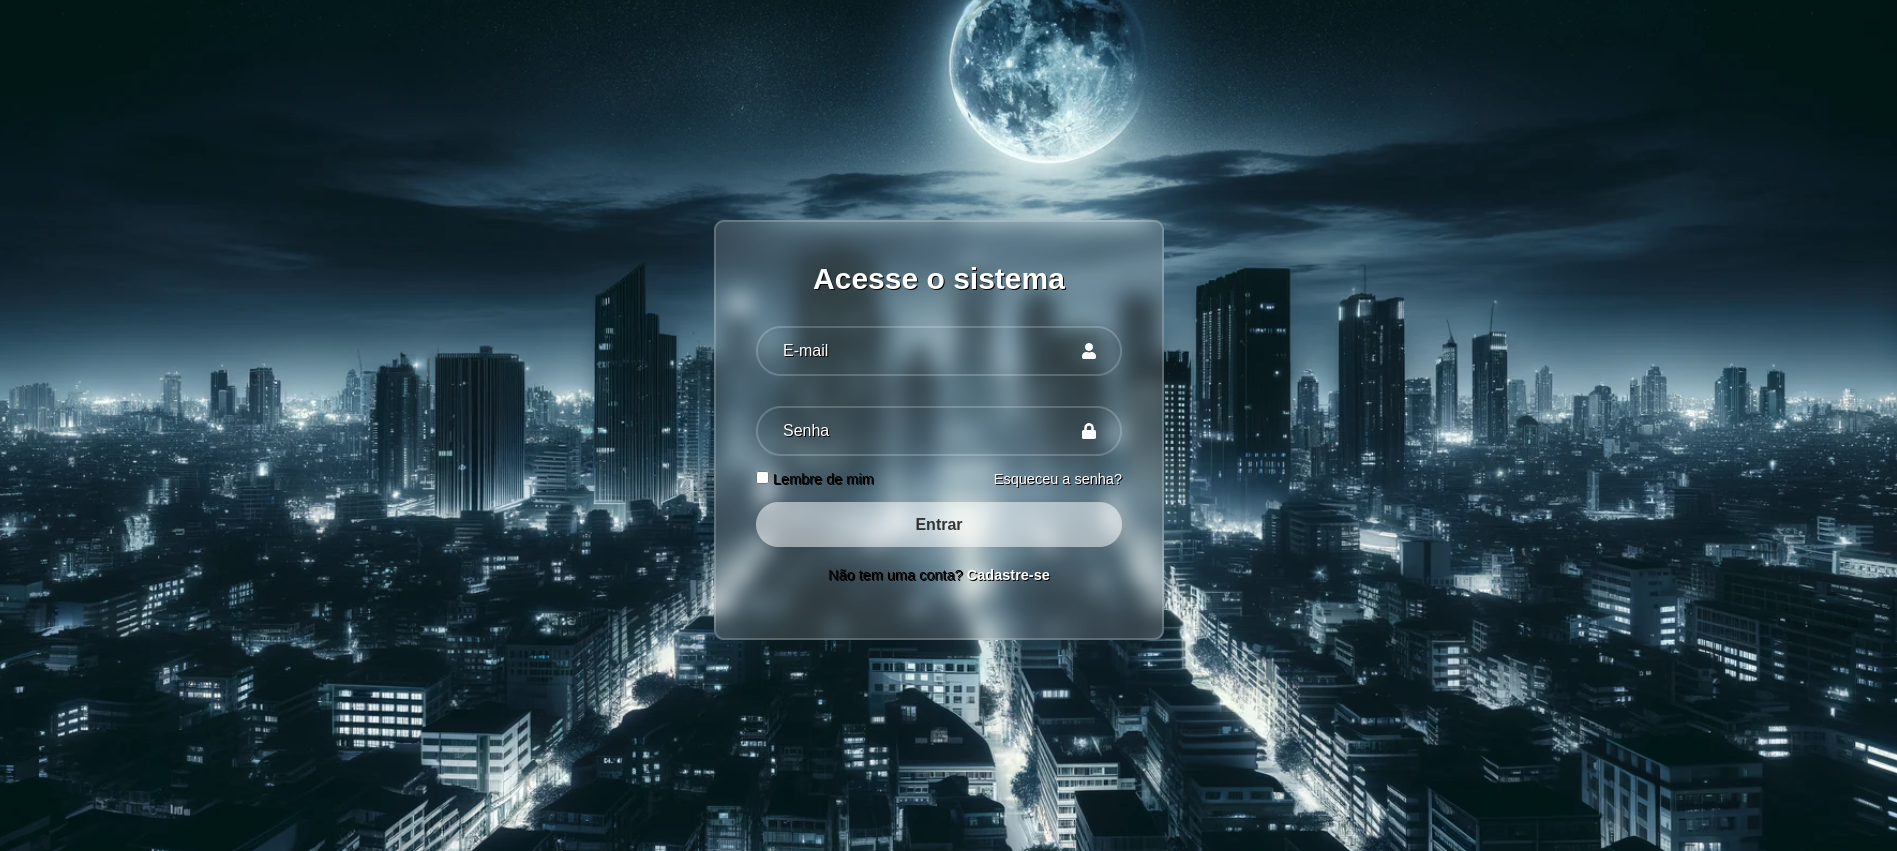 Acesse o sistema
E-mail
Senha
Lembre de mim Esqueceu a senha?
Entrar
Não tem uma conta? Cadastre-se